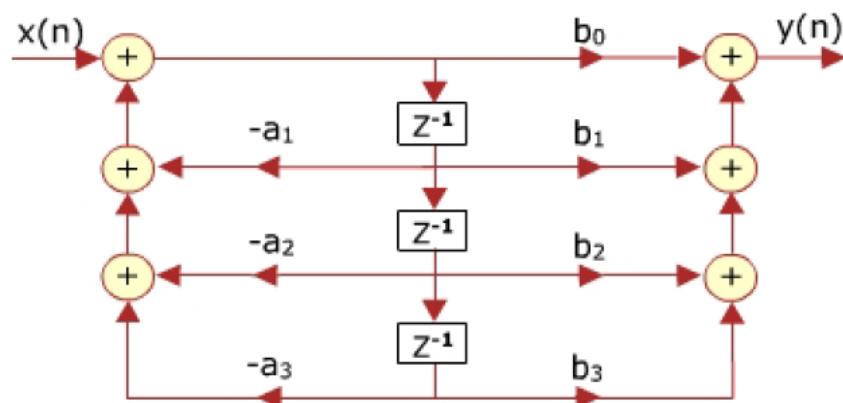 x(n) + b₀ + y(n)
Z⁻¹
+ -a₁ b₁ +
Z⁻¹
+ -a₂ b₂ +
Z⁻¹
-a₃ b₃